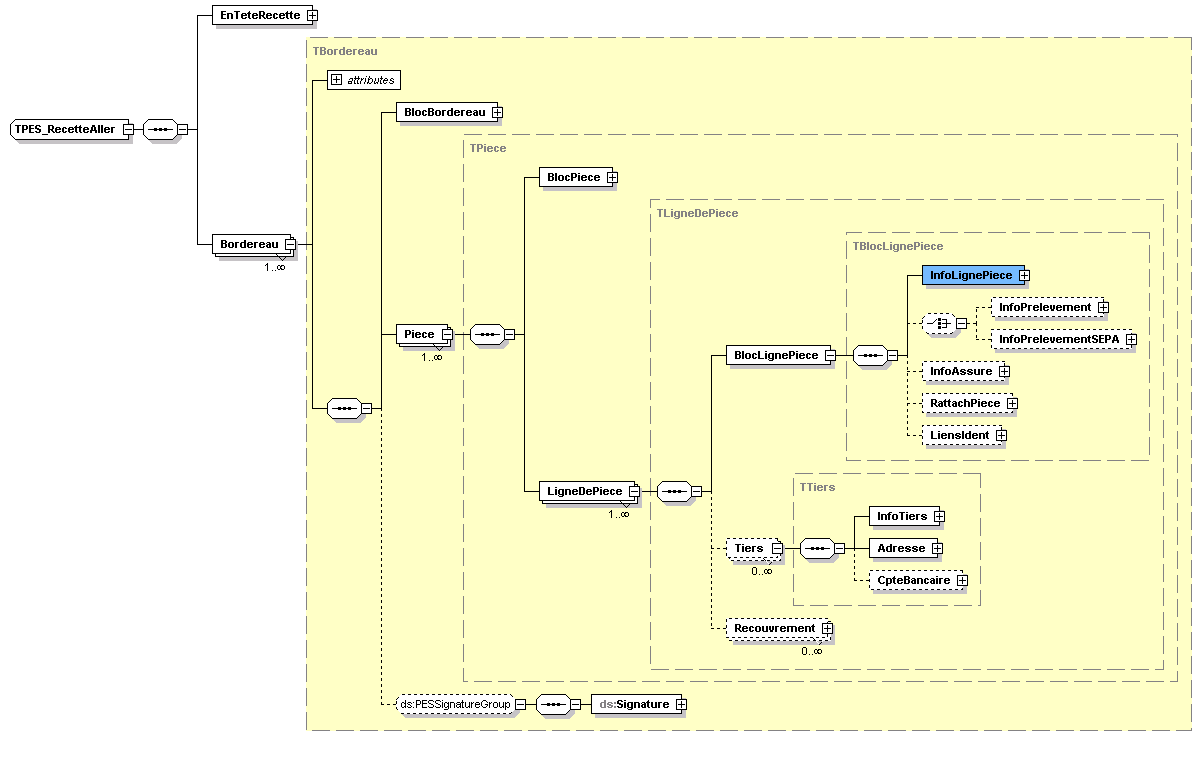 EnTeteRecette
TBordereau
attributes
BlocBordereau
TPES_RecetteAller
TPiece
BlocPiece
TLigneDePiece
TBlocLignePiece
Bordereau
1..∞
InfoLignePiece
InfoPrelevement
InfoPrelevementSEPA
Piece
1..∞
BlocLignePiece
InfoAssure
RattachPiece
LiensIdent
LigneDePiece
1..∞
TTiers
InfoTiers
Tiers
0..∞
Adresse
CpteBancaire
Recouvrement
0..∞
ds:PESSignatureGroup
ds:Signature